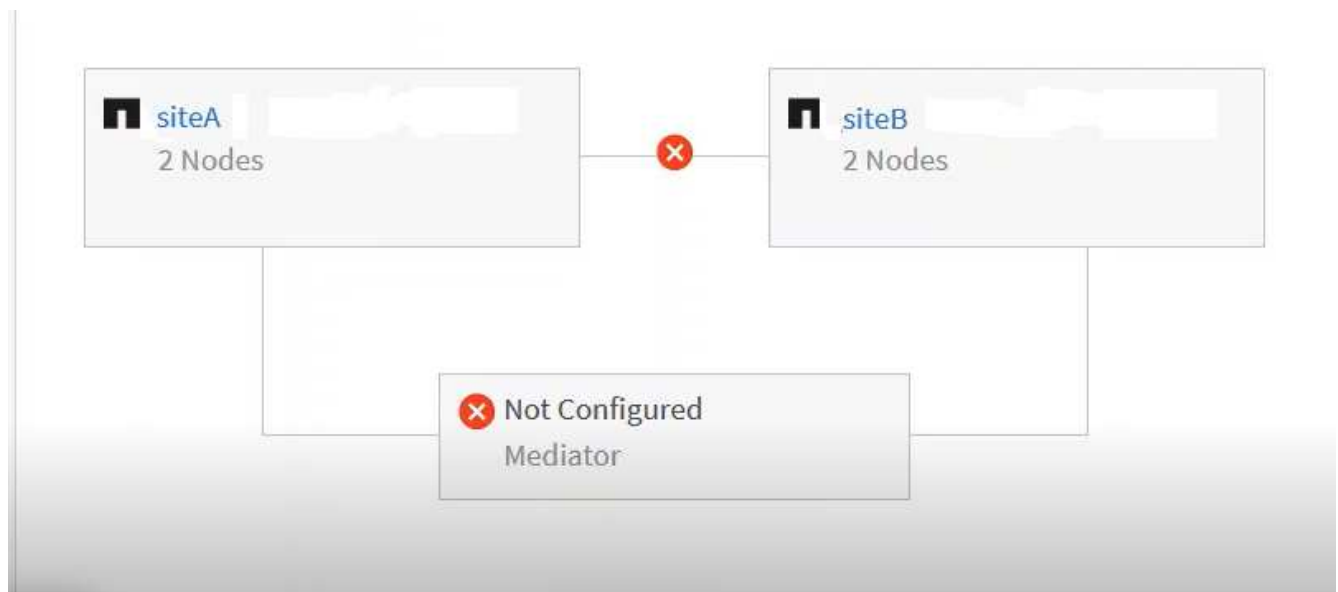 siteA
2 Nodes
siteB
2 Nodes
Not Configured
Mediator